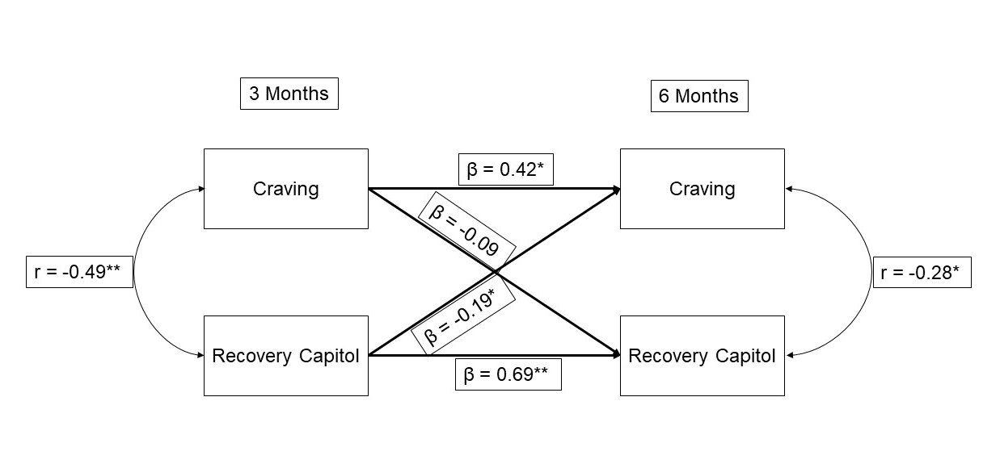 3 Months
6 Months
Craving
β = 0.42*
Craving
β = -0.09
r = -0.49**
r = -0.28*
β = -0.19*
Recovery Capitol
Recovery Capitol
β = 0.69**